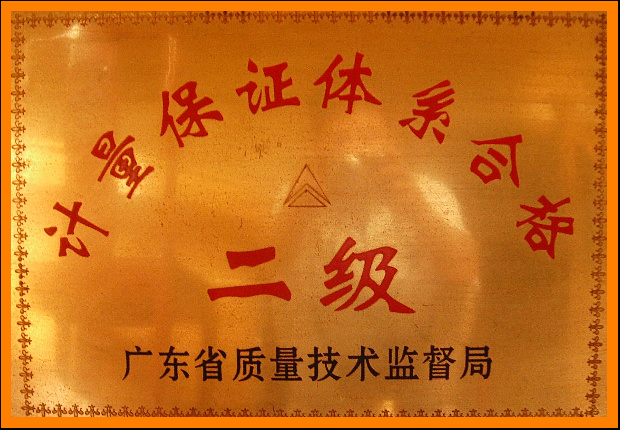 计量保证体系合格
二级
广东省质量技术监督局